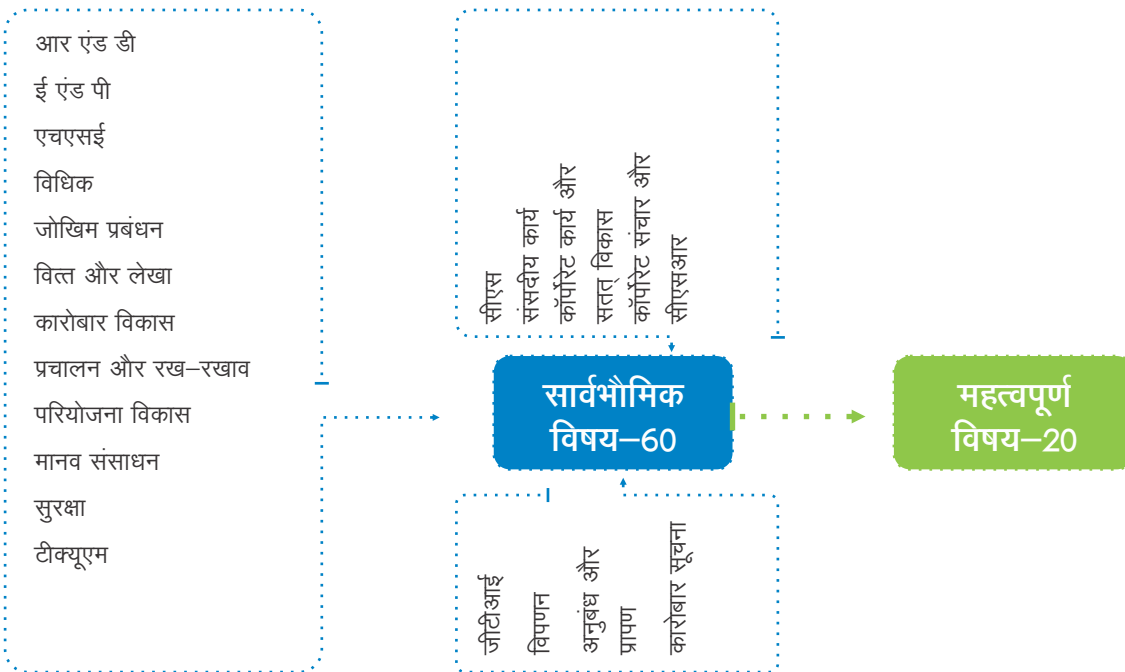 आर एंड डी
ई एंड पी
एचएसई
विधिक
जोखिम प्रबंधन
वित्त और लेखा
कारोबार विकास
प्रचालन और रख–रखाव
परियोजना विकास
मानव संसाधन
सुरक्षा
टीक्यूएम
सीएस
संसदीय कार्य
कॉर्पोरेट कार्य और
सतत् विकास
कॉर्पोरेट संचार और
सीएसआर
सार्वभौमिक
विषय–60
महत्वपूर्ण
विषय–20
जीटीआई
विपणन
अनुबंध और
प्रापण
कारोबार सूचना